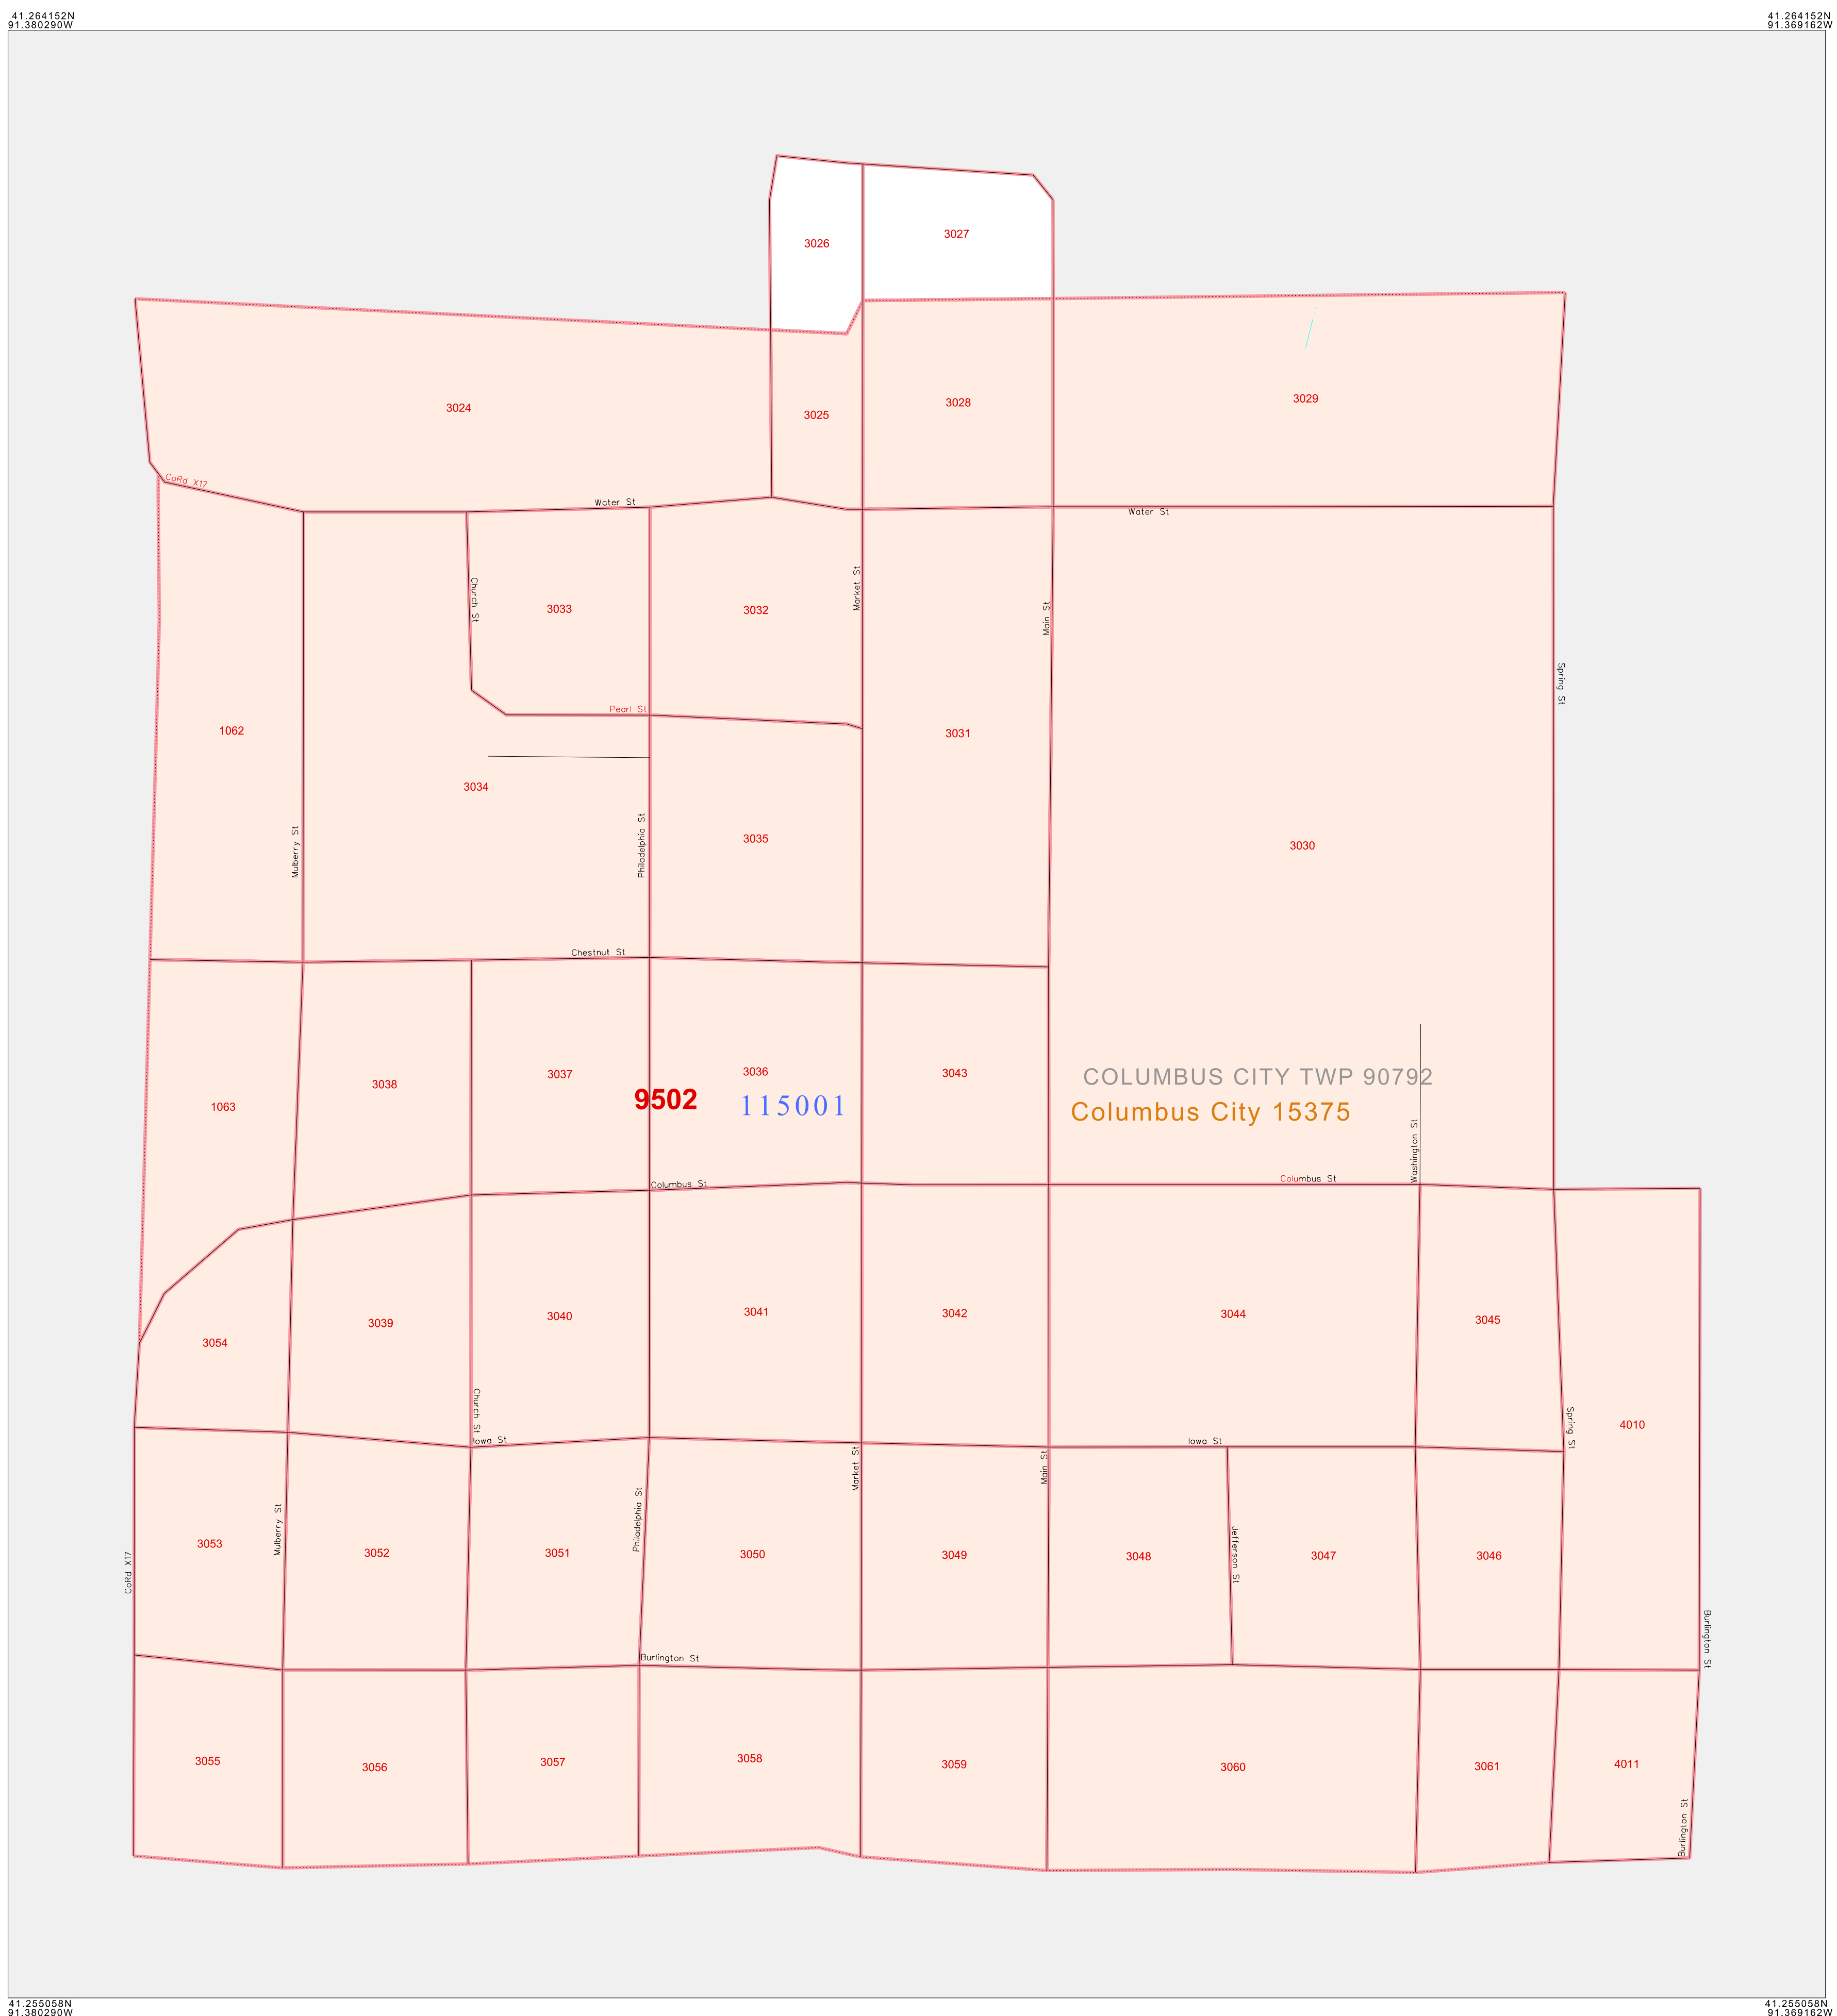 41.264152N
91.380290W
41.264152N
91.369162W
3026
3027
3024
3025
3028
3029
CoRd X17
Water St
Water St
Church St
3033
3032
Market St
Main St
Spring St
Pearl St
1062
3031
3034
Mulberry St
Philadelphia St
3035
3030
Chestnut St
3038
3037
3036
3043
COLUMBUS CITY TWP 90792
1063
9502
115001
Columbus City 15375
Washington St
Columbus St
Columbus St
3054
3039
3040
3041
3042
3044
3045
Church St
Iowa St
Iowa St
Spring St
4010
Market St
Main St
Mulberry St
Philadelphia St
3053
3052
3051
3050
3049
3048
Jefferson St
3047
3046
CoRd X17
Burlington St
Burlington St
3055
3056
3057
3058
3059
3060
3061
4011
Burlington St
41.255058N
91.380290W
41.255058N
91.369162W